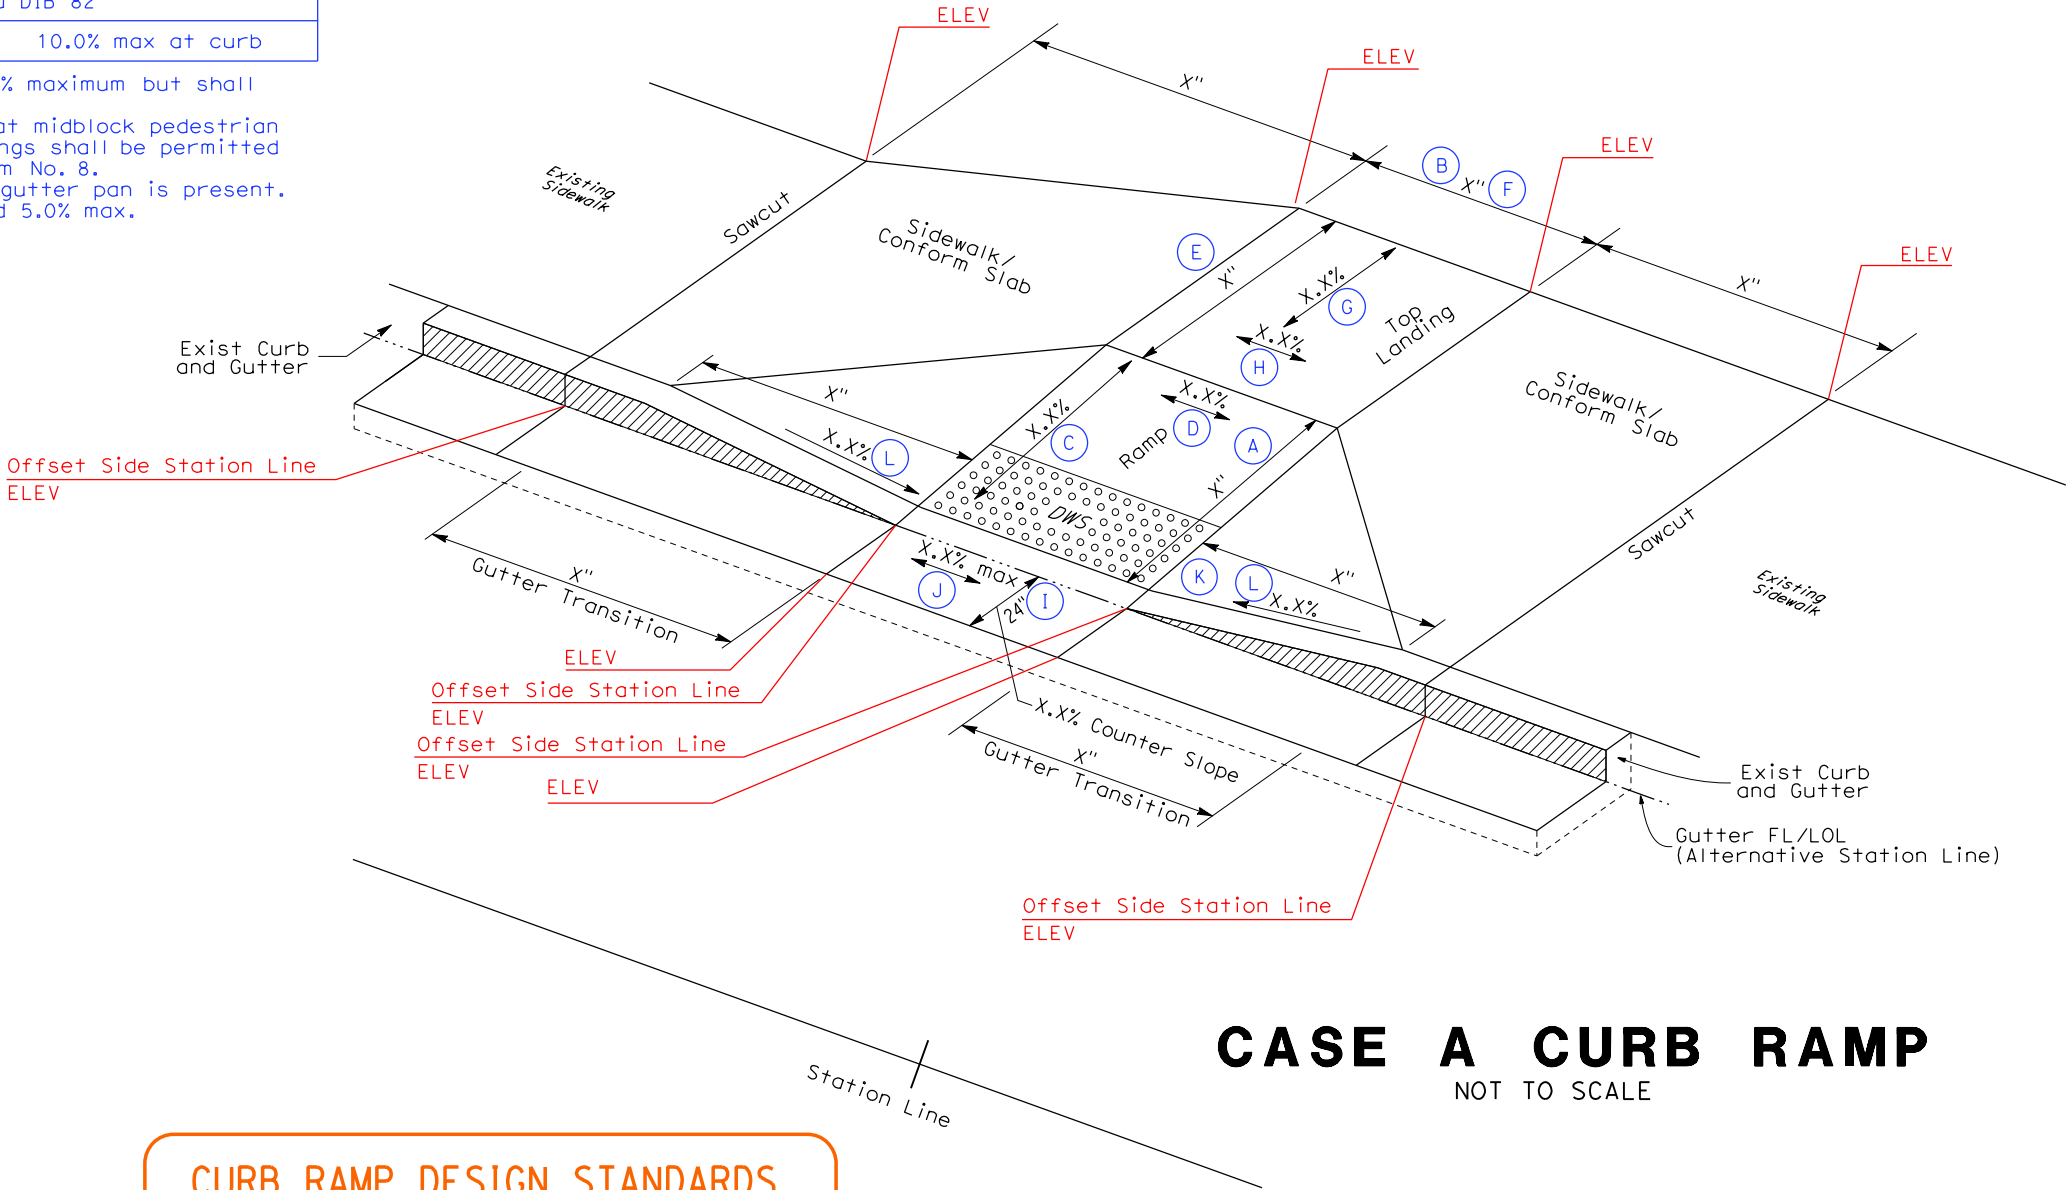 d DIB 82
10.0% max at curb
% maximum but shall
at midblock pedestrian
ngs shall be permitted
m No. 8.
gutter pan is present.
d 5.0% max.
ELEV
ELEV
ELEV
ELEV
X"
B
X"
F
X"
Existing
Sidewalk
Sawcut
Sidewalk/
Conform Slab
E
X"
X.X%
G
Top
Landing
X.X%
H
Exist Curb
and Gutter
X"
X.X%
L
X.X%
C
X.X%
D
Ramp
A
X"
Sidewalk/
Conform Slab
Offset Side Station Line
ELEV
DWS
Sawcut
X"
Gutter Transition
X.X% max
J
24"
I
K
L
X"
X.X%
Existing
Sidewalk
ELEV
Offset Side Station Line
ELEV
Offset Side Station Line
ELEV
ELEV
X.X% Counter Slope
X"
Gutter Transition
Exist Curb
and Gutter
Gutter FL/LOL
(Alternative Station Line)
Offset Side Station Line
ELEV
Station Line
CASE A CURB RAMP
NOT TO SCALE
CURB RAMP DESIGN STANDARDS